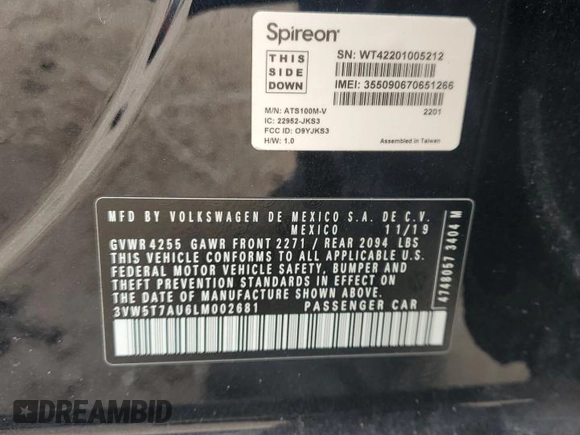 Spireon
SN: WT42201005212
THIS
SIDE
DOWN
IMEI: 355090670651266
M/N: ATS100M-V
2201
IC: 22952-JKS3
FCC ID: O9YJKS3
H/W: 1.0
Assembled in Taiwan
MFD BY VOLKSWAGEN DE MEXICO S.A. DE C.V.
MEXICO 11/19
GVWR 4255 GAWR FRONT 2271 / REAR 2094 LBS
THIS VEHICLE CONFORMS TO ALL APPLICABLE
FEDERAL MOTOR VEHICLE SAFETY, BUMPER AND
THEFT PREVENTION STANDARDS IN EFFECT ON
THE DATE OF MANUFACTURE SHOWN ABOVE
3VW5T7AU6LM002681 PASSENGER CAR
4748057 3404 M
DREAMBID